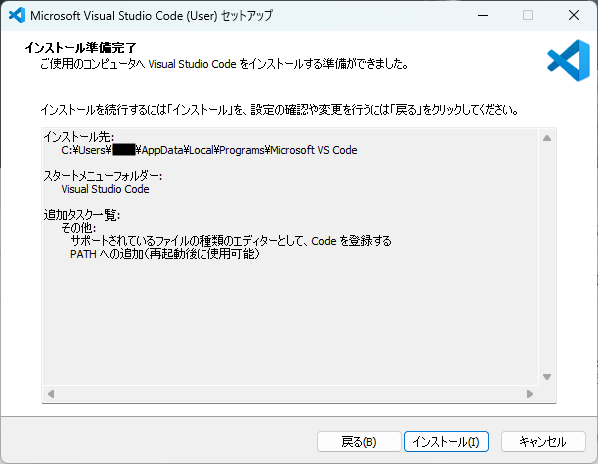 Microsoft Visual Studio Code (User) セットアップ
インストール準備完了
ご使用のコンピュータへ Visual Studio Code をインストールする準備ができました。
インストールを続行するには「インストール」を、設定の確認や変更を行うには「戻る」をクリックしてください。
インストール先:
C:¥Users¥ ¥AppData¥Local¥Programs¥Microsoft VS Code
スタートメニューフォルダー:
Visual Studio Code
追加タスク一覧:
その他:
サポートされているファイルの種類のエディターとして、Code を登録する
PATH への追加(再起動後に使用可能)
戻る(B)
インストール(I)
キャンセル